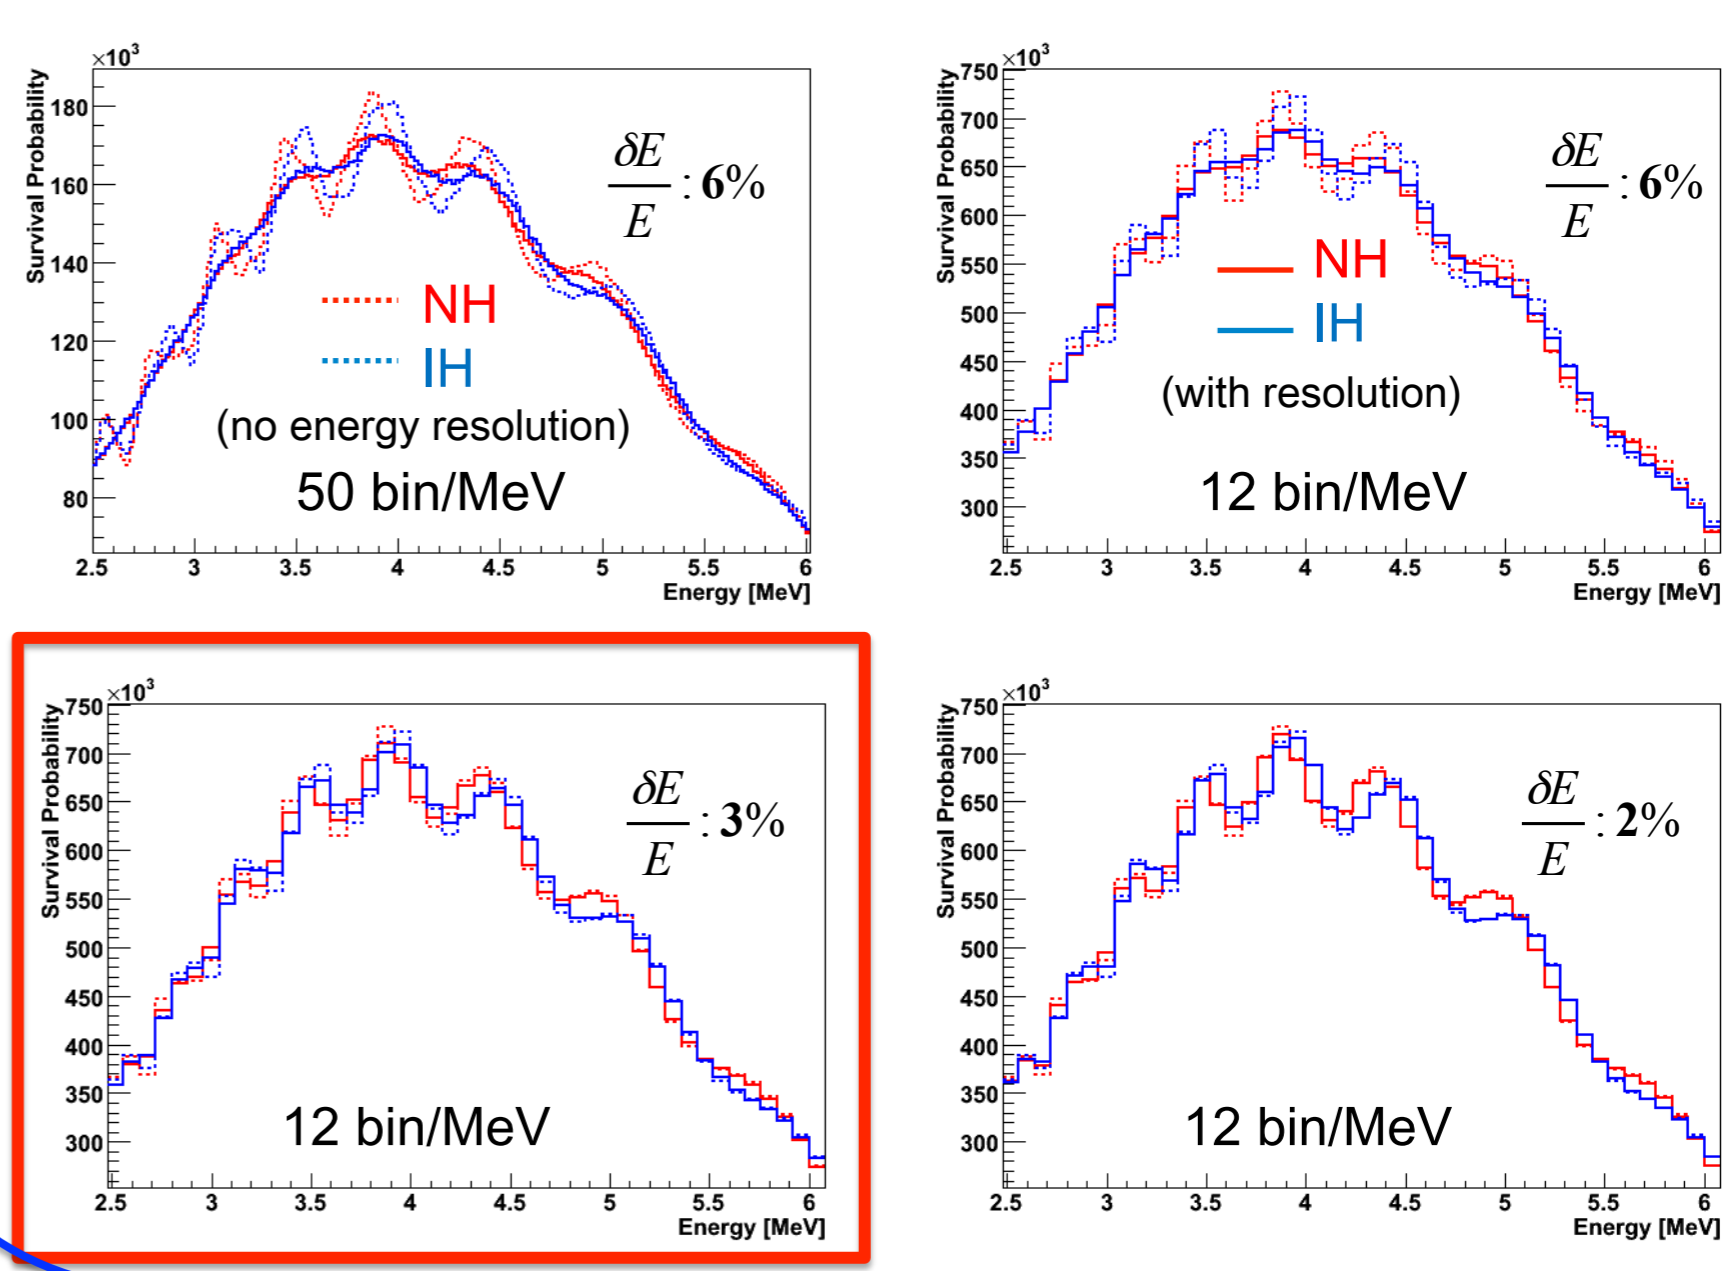 ×10³
Survival Probability
180
160
140
120
100
80
δE/E : 6%
NH
IH
(no energy resolution)
50 bin/MeV
2.5 3 3.5 4 4.5 5 5.5 6
Energy [MeV]
×10³
Survival Probability
750
700
650
600
550
500
450
400
350
300
δE/E : 6%
NH
IH
(with resolution)
12 bin/MeV
2.5 3 3.5 4 4.5 5 5.5 6
Energy [MeV]
×10³
Survival Probability
750
700
650
600
550
500
450
400
350
300
δE/E : 3%
12 bin/MeV
2.5 3 3.5 4 4.5 5 5.5 6
Energy [MeV]
×10³
Survival Probability
750
700
650
600
550
500
450
400
350
300
δE/E : 2%
12 bin/MeV
2.5 3 3.5 4 4.5 5 5.5 6
Energy [MeV]